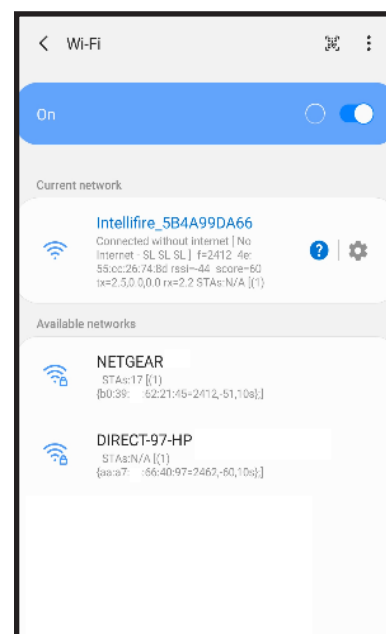 Wi-Fi
On
Current network
Intellifire_5B4A99DA66
Connected without internet | No
internet - SL SL SL ] f=2412 4e:
55:cc:26:74:8d rssi=-44 score=60
tx=2.5,0.0,0.0 rx=2.2 STAs:N/A [(1)
Available networks
NETGEAR
STAs:17 [(1)
{b0:39: :62:21:45=2412,-51,10s};]
DIRECT-97-HP
STAs:N/A [(1)
{aa:a7: :66:40:97=2462,-60,10s};]